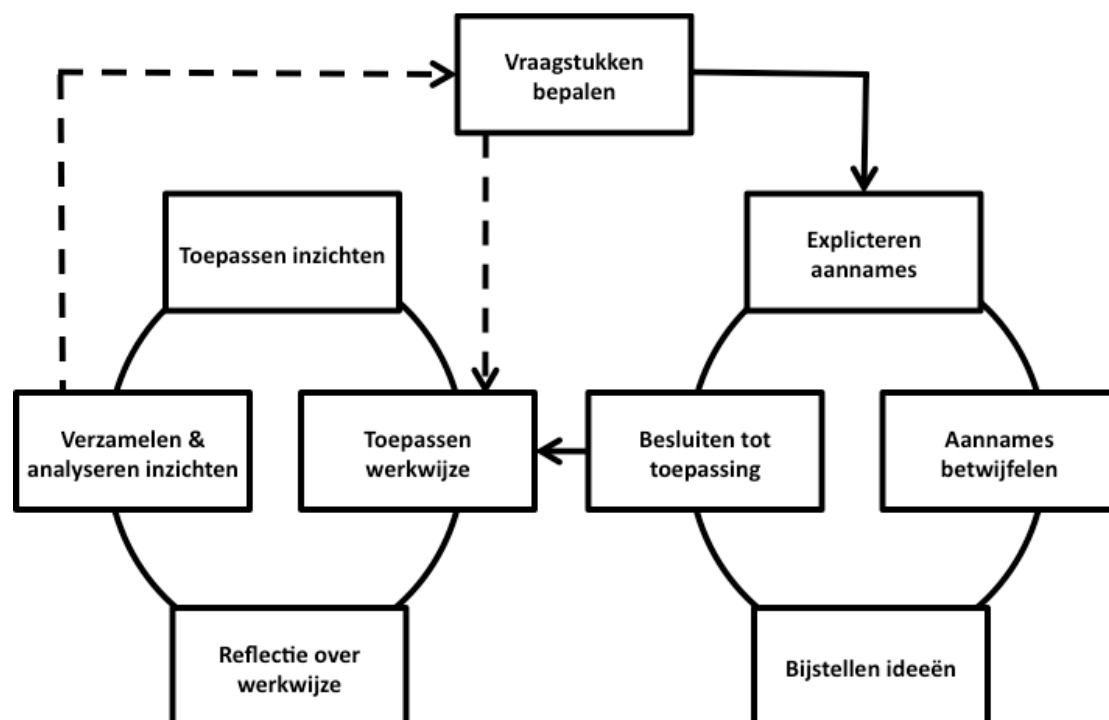 Vraagstukken
bepalen
Toepassen inzichten
Explicteren
aannames
Verzamelen &
analyseren inzichten
Toepassen
werkwijze
Besluiten tot
toepassing
Aannames
betwijfelen
Reflectie over
werkwijze
Bijstellen ideeën